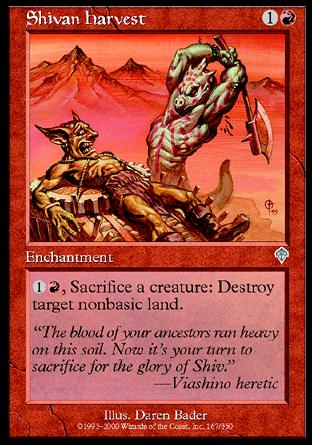 Shivan Harvest 1
Enchantment
1, Sacrifice a creature: Destroy
target nonbasic land.
"The blood of your ancestors ran heavy
on this soil. Now it's your turn to
sacrifice for the glory of Shiv."
—Viashino heretic
Illus. Daren Bader
©1993–2000 Wizards of the Coast, Inc. 167/350